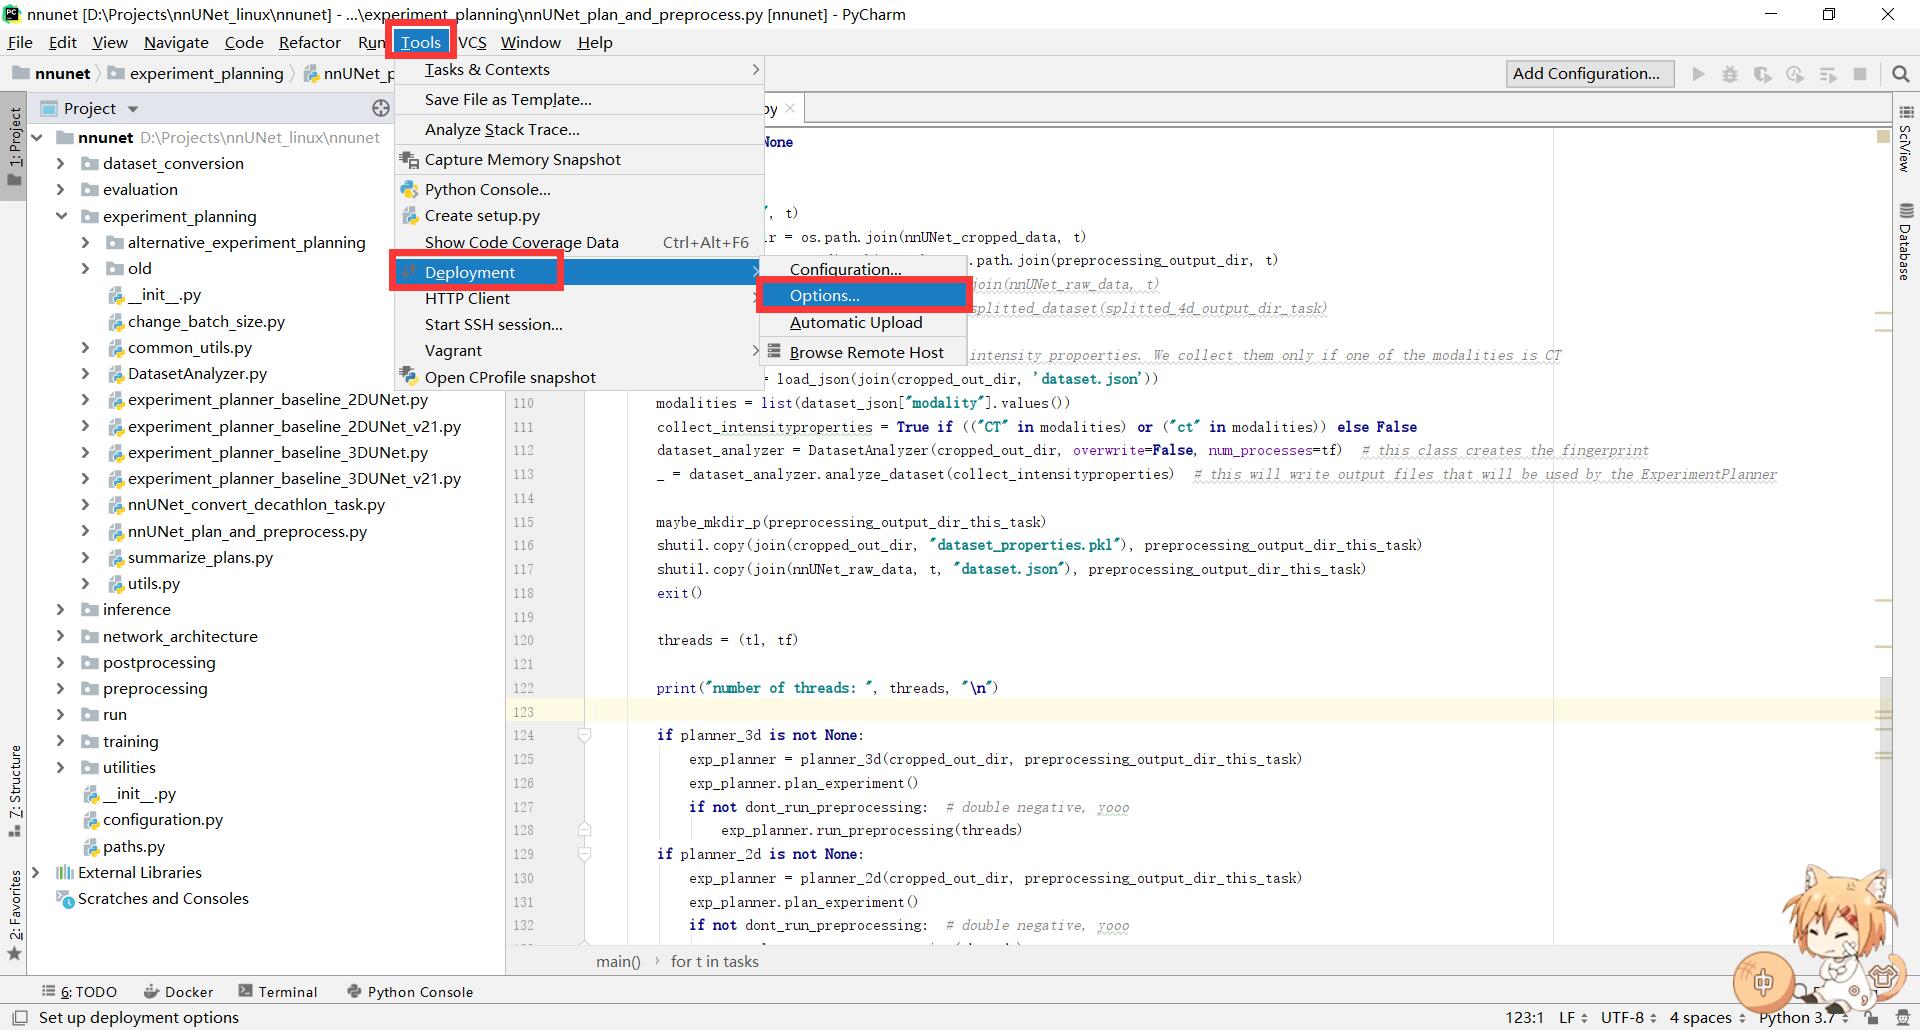 nnunet [D:\Projects\nnUNet_linux\nnunet] - ...\experiment_planning\nnUNet_plan_and_preprocess.py [nnunet] - PyCharm
File Edit View Navigate Code Refactor Run Tools VCS Window Help
nnunet experiment_planning nnUNet_p
Add Configuration...
Tasks & Contexts
Save File as Template...
Analyze Stack Trace...
Capture Memory Snapshot
Python Console...
Create setup.py
Show Code Coverage Data Ctrl+Alt+F6
Deployment
HTTP Client
Start SSH session...
Vagrant
Open CProfile snapshot
Configuration...
Options...
Automatic Upload
Browse Remote Host
1: Project
7: Structure
2: Favorites
Project
nnunet D:\Projects\nnUNet_linux\nnunet
dataset_conversion
evaluation
experiment_planning
alternative_experiment_planning
old
__init__.py
change_batch_size.py
common_utils.py
DatasetAnalyzer.py
experiment_planner_baseline_2DUNet.py
experiment_planner_baseline_2DUNet_v21.py
experiment_planner_baseline_3DUNet.py
experiment_planner_baseline_3DUNet_v21.py
nnUNet_convert_decathlon_task.py
nnUNet_plan_and_preprocess.py
summarize_plans.py
utils.py
inference
network_architecture
postprocessing
preprocessing
run
training
utilities
__init__.py
configuration.py
paths.py
External Libraries
Scratches and Consoles
py
None
", t)
ir = os.path.join(nnUNet_cropped_data, t)
.path.join(preprocessing_output_dir, t)
join(nnUNet_raw_data, t)
splitted_dataset(splitted_4d_output_dir_task)
intensity propoerties. We collect them only if one of the modalities is CT
= load_json(join(cropped_out_dir, 'dataset.json'))
110 modalities = list(dataset_json["modality"].values())
111 collect_intensityproperties = True if (("CT" in modalities) or ("ct" in modalities)) else False
112 dataset_analyzer = DatasetAnalyzer(cropped_out_dir, overwrite=False, num_processes=tf) # this class creates the fingerprint
113 _ = dataset_analyzer.analyze_dataset(collect_intensityproperties) # this will write output files that will be used by the ExperimentPlanner
114
115 maybe_mkdir_p(preprocessing_output_dir_this_task)
116 shutil.copy(join(cropped_out_dir, "dataset_properties.pkl"), preprocessing_output_dir_this_task)
117 shutil.copy(join(nnUNet_raw_data, t, "dataset.json"), preprocessing_output_dir_this_task)
118 exit()
119
120 threads = (tl, tf)
121
122 print("number of threads: ", threads, "\n")
123
124 if planner_3d is not None:
125 exp_planner = planner_3d(cropped_out_dir, preprocessing_output_dir_this_task)
126 exp_planner.plan_experiment()
127 if not dont_run_preprocessing: # double negative, yooo
128 exp_planner.run_preprocessing(threads)
129 if planner_2d is not None:
130 exp_planner = planner_2d(cropped_out_dir, preprocessing_output_dir_this_task)
131 exp_planner.plan_experiment()
132 if not dont_run_preprocessing: # double negative, yooo
main() for t in tasks
SciView
Database
6: TODO Docker Terminal Python Console
中
Set up deployment options
123:1 LF UTF-8 4 spaces Python 3.7